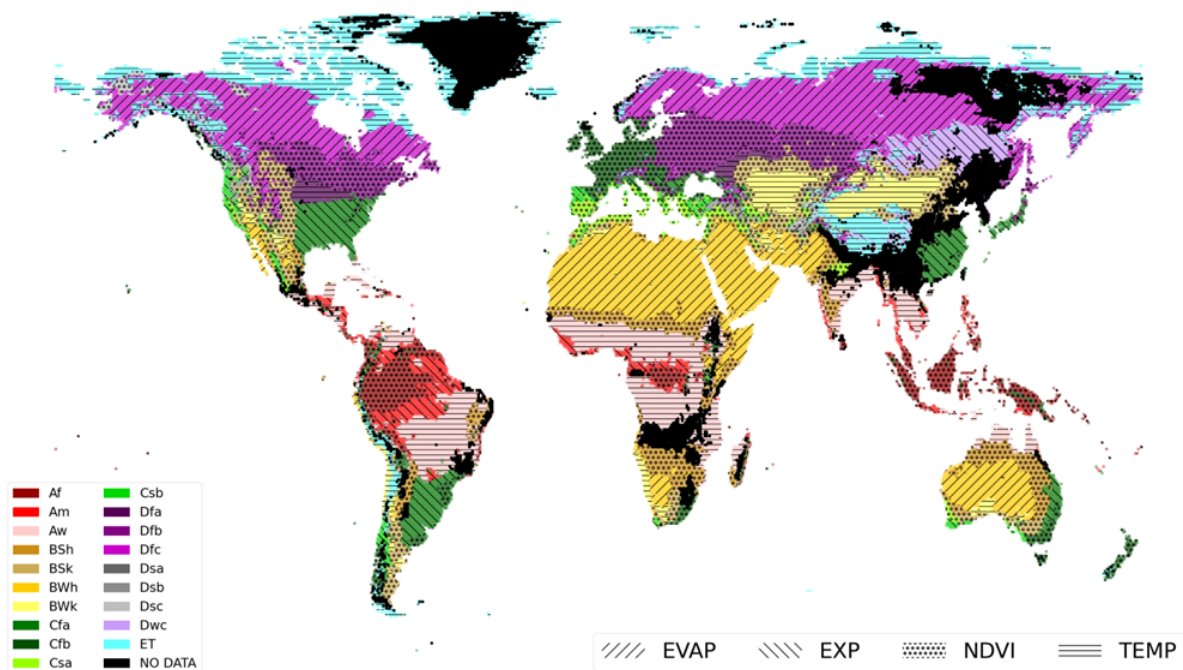 Af
Am
Aw
BSh
BSk
BWh
BWk
Cfa
Cfb
Csa
Csb
Dfa
Dfb
Dfc
Dsa
Dsb
Dsc
Dwc
ET
NO DATA
EVAP EXP NDVI TEMP